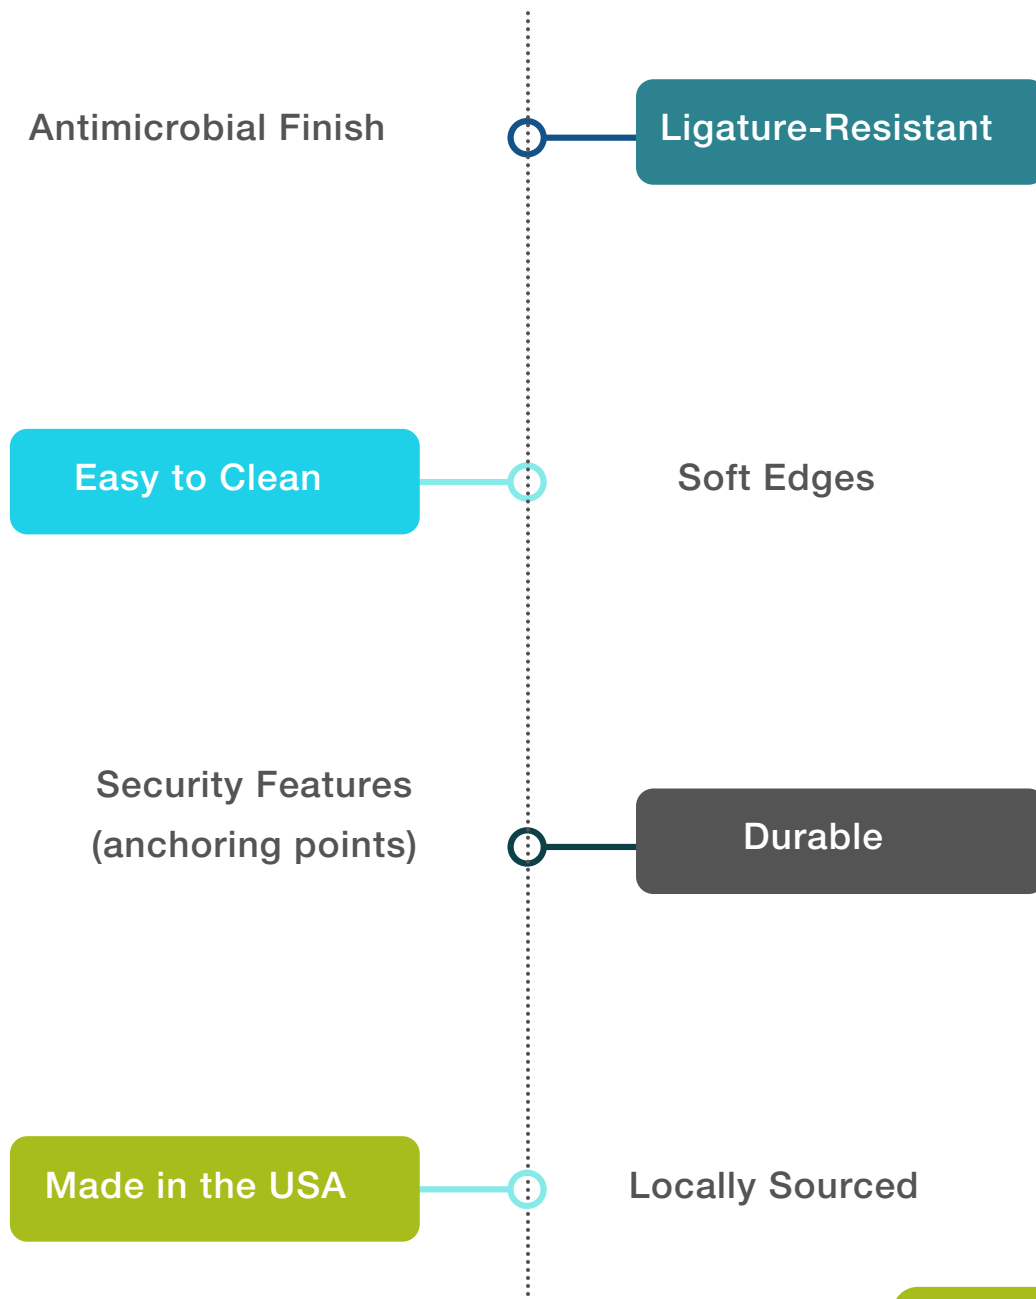 Antimicrobial Finish
Ligature-Resistant
Easy to Clean
Soft Edges
Security Features
(anchoring points)
Durable
Made in the USA
Locally Sourced